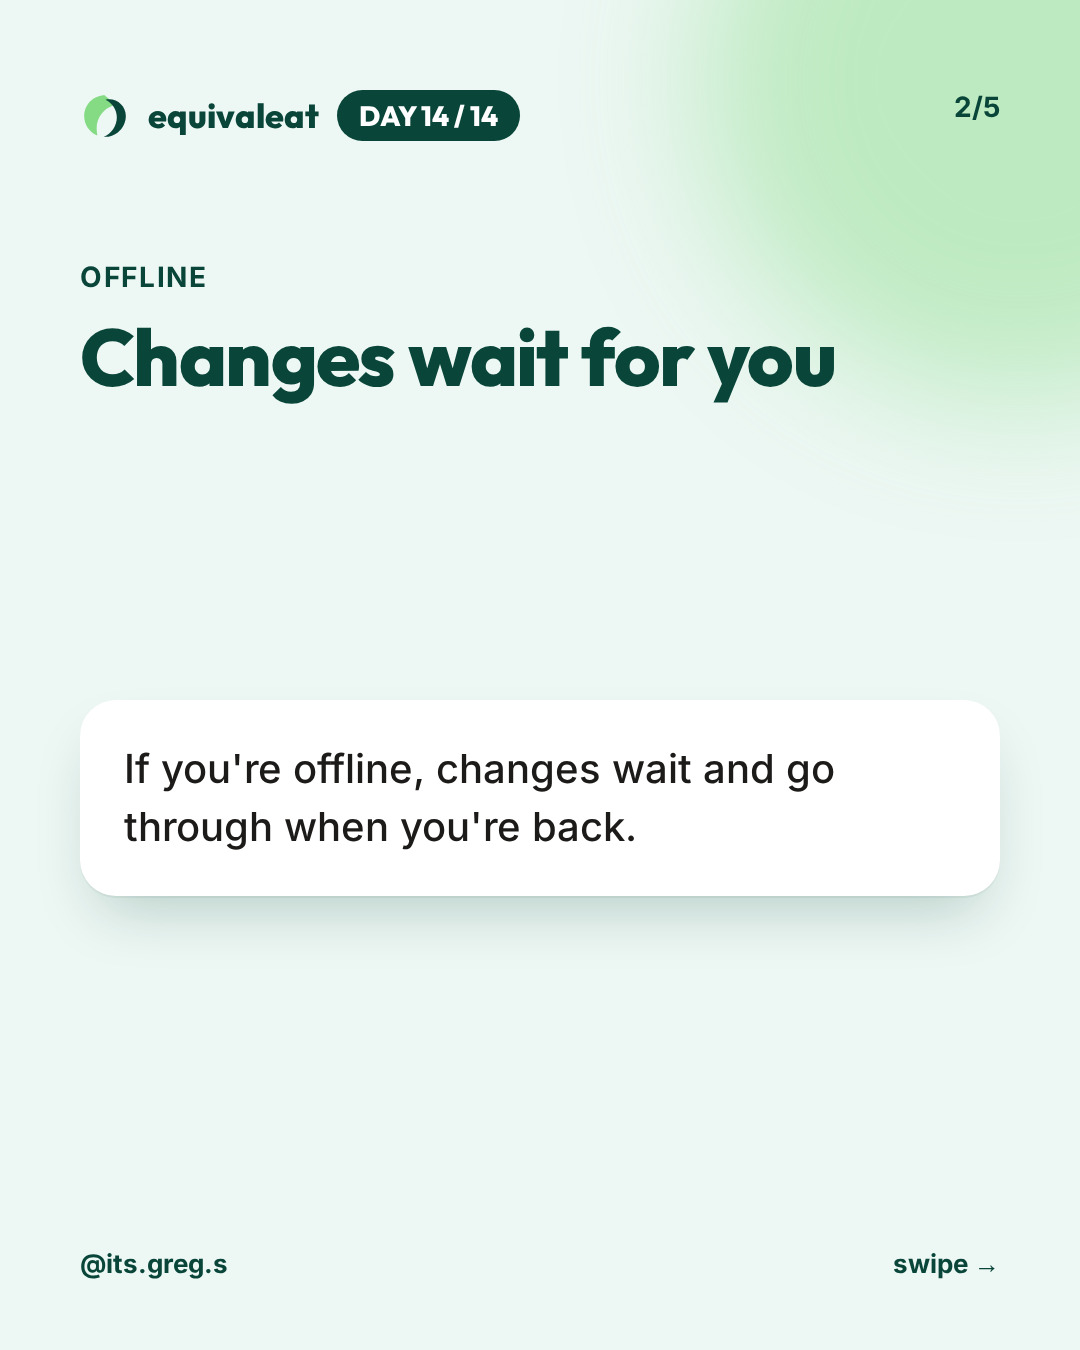 equivaleat DAY 14 / 14 2/5
OFFLINE
Changes wait for you
If you're offline, changes wait and go
through when you're back.
@its.greg.s swipe →